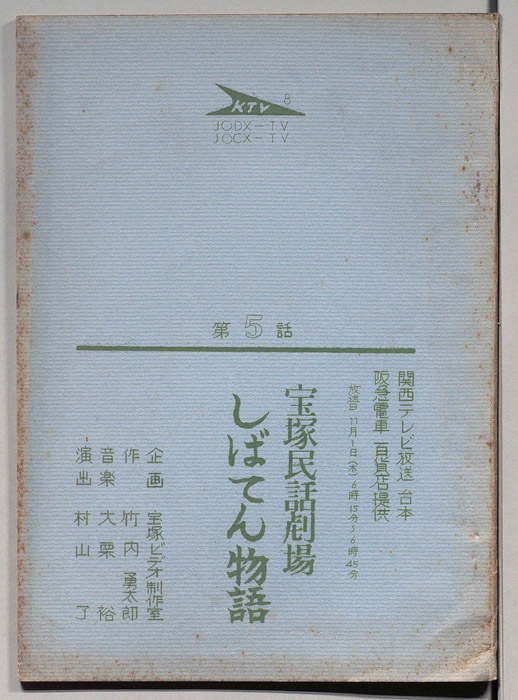 KTV 8
JODX-TV
JOCX-TV
第5話
関西テレビ放送 台本
阪急電車 百貨店提供
放送日 11月1日(木) 6時15分〜6時45分
宝塚民話劇場
しばてん物語
企画 宝塚ビデオ制作室
作 竹内勇太郎
音楽 大栗裕
演出 村山了